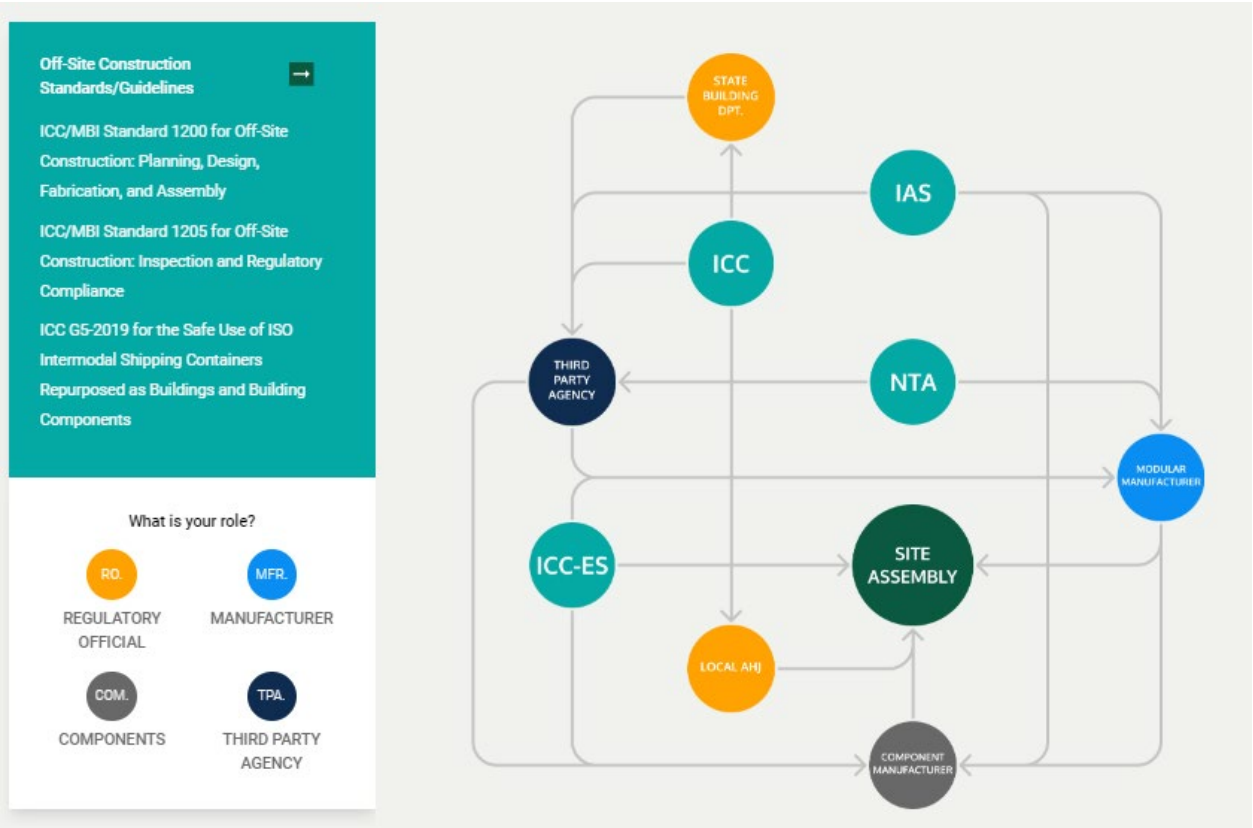 Off-Site Construction
Standards/Guidelines
ICC/MBI Standard 1200 for Off-Site
Construction: Planning, Design,
Fabrication, and Assembly
ICC/MBI Standard 1205 for Off-Site
Construction: Inspection and Regulatory
Compliance
ICC G5-2019 for the Safe Use of ISO
Intermodal Shipping Containers
Repurposed as Buildings and Building
Components
What is your role?
RO.
MFR.
REGULATORY
OFFICIAL
MANUFACTURER
COM.
TPA.
COMPONENTS
THIRD PARTY
AGENCY
STATE
BUILDING
DPT.
IAS
ICC
THIRD
PARTY
AGENCY
NTA
MODULAR
MANUFACTURER
ICC-ES
SITE
ASSEMBLY
LOCAL AHJ
COMPONENT
MANUFACTURER